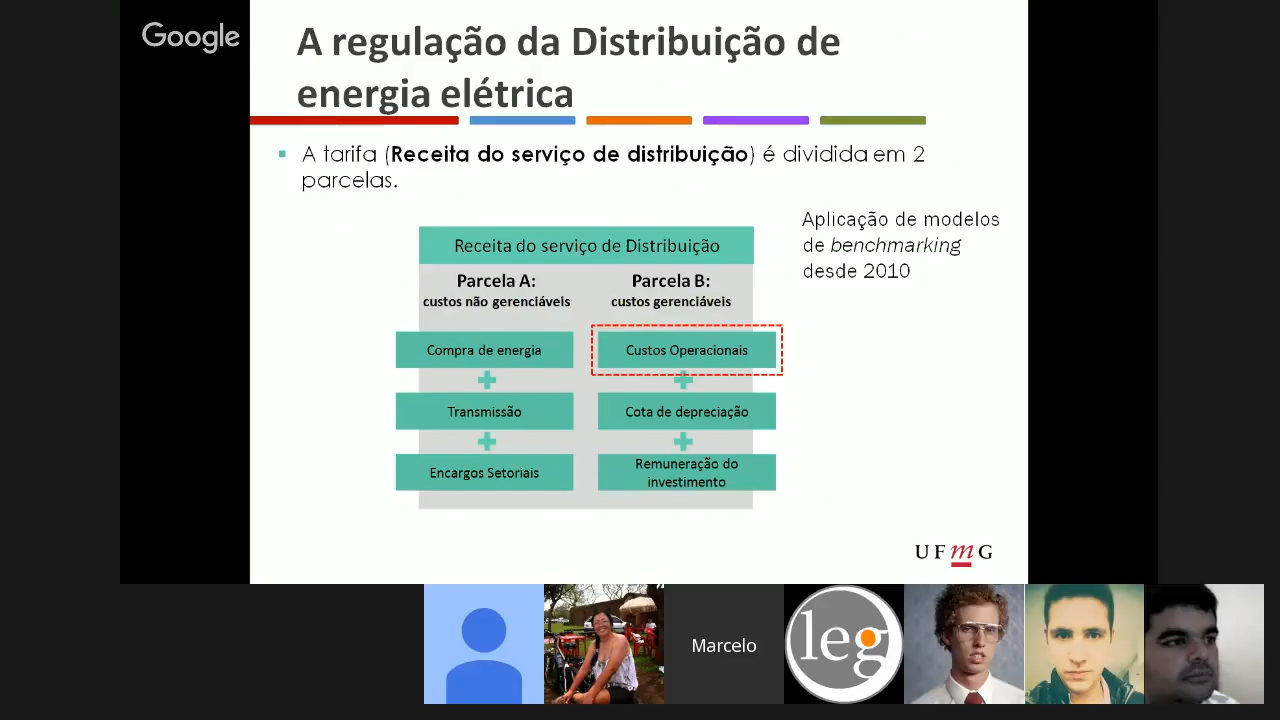 Google
A regulação da Distribuição de
energia elétrica
A tarifa (Receita do serviço de distribuição) é dividida em 2
parcelas.
Aplicação de modelos
de benchmarking
desde 2010
Receita do serviço de Distribuição
Parcela A:
custos não gerenciáveis
Parcela B:
custos gerenciáveis
Compra de energia
Custos Operacionais
Transmissão
Cota de depreciação
Encargos Setoriais
Remuneração do
investimento
UFmG
Marcelo
leg